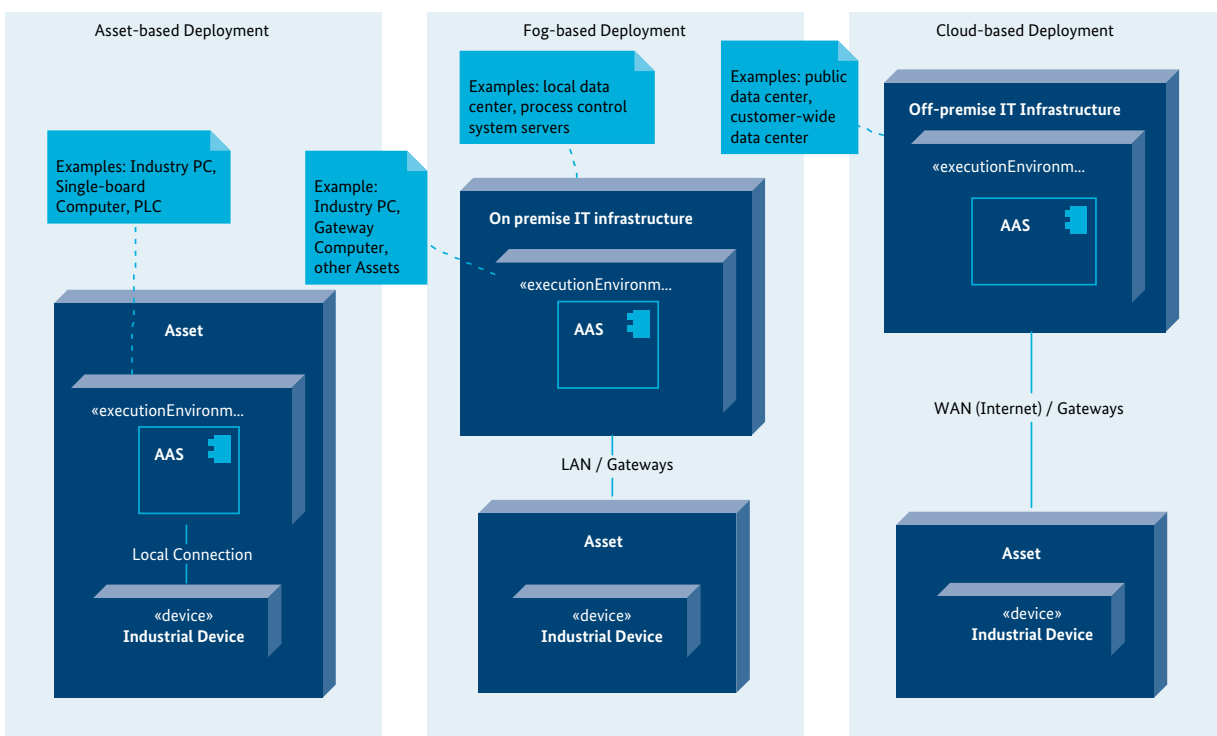 Asset-based Deployment
Examples: Industry PC,
Single-board
Computer, PLC
Asset
«executionEnvironm...
AAS
Local Connection
«device»
Industrial Device
Fog-based Deployment
Examples: local data
center, process control
system servers
Example:
Industry PC,
Gateway
Computer,
other Assets
On premise IT infrastructure
«executionEnvironm...
AAS
LAN / Gateways
Asset
«device»
Industrial Device
Cloud-based Deployment
Examples: public
data center,
customer-wide
data center
Off-premise IT Infrastructure
«executionEnvironm...
AAS
WAN (Internet) / Gateways
Asset
«device»
Industrial Device